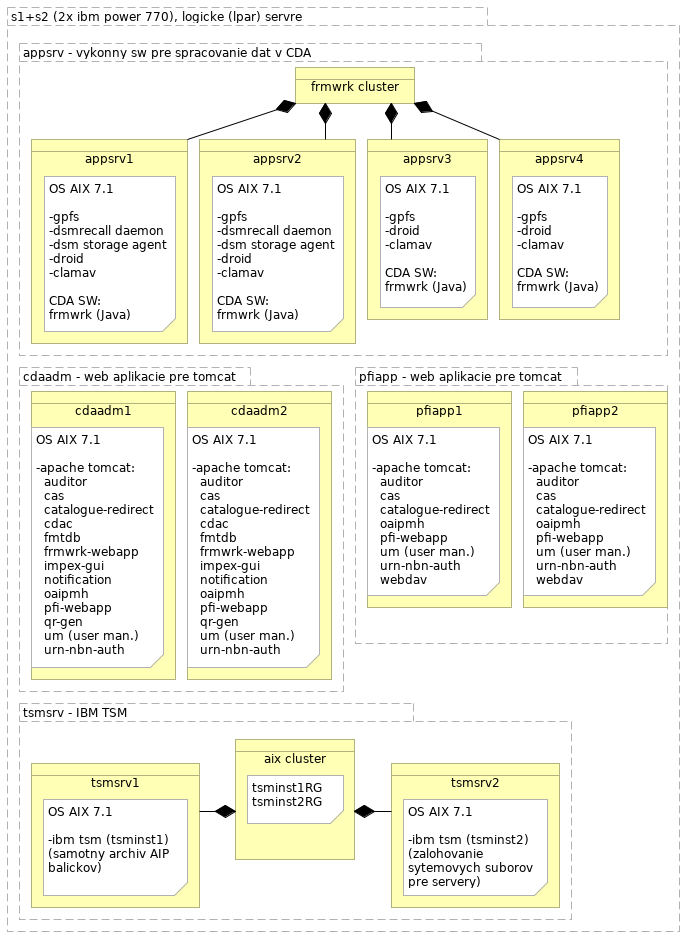 s1+s2 (2x ibm power 770), logicke (lpar) servre
appsrv - vykonny sw pre spracovanie dat v CDA
frmwrk cluster
appsrv1
OS AIX 7.1
-gpfs
-dsmrecall daemon
-dsm storage agent
-droid
-clamav
CDA SW:
frmwrk (Java)
appsrv2
OS AIX 7.1
-gpfs
-dsmrecall daemon
-dsm storage agent
-droid
-clamav
CDA SW:
frmwrk (Java)
appsrv3
OS AIX 7.1
-gpfs
-droid
-clamav
CDA SW:
frmwrk (Java)
appsrv4
OS AIX 7.1
-gpfs
-droid
-clamav
CDA SW:
frmwrk (Java)
cdaadm - web aplikacie pre tomcat
cdaadm1
OS AIX 7.1
-apache tomcat:
auditor
cas
catalogue-redirect
cdac
fmtdb
frmwrk-webapp
impex-gui
notification
oaipmh
pfi-webapp
qr-gen
um (user man.)
urn-nbn-auth
cdaadm2
OS AIX 7.1
-apache tomcat:
auditor
cas
catalogue-redirect
cdac
fmtdb
frmwrk-webapp
impex-gui
notification
oaipmh
pfi-webapp
qr-gen
um (user man.)
urn-nbn-auth
pfiapp - web aplikacie pre tomcat
pfiapp1
OS AIX 7.1
-apache tomcat:
auditor
cas
catalogue-redirect
oaipmh
pfi-webapp
um (user man.)
urn-nbn-auth
webdav
pfiapp2
OS AIX 7.1
-apache tomcat:
auditor
cas
catalogue-redirect
oaipmh
pfi-webapp
um (user man.)
urn-nbn-auth
webdav
tsmsrv - IBM TSM
tsmsrv1
OS AIX 7.1
-ibm tsm (tsminst1)
(samotny archiv AIP
balickov)
aix cluster
tsminst1RG
tsminst2RG
tsmsrv2
OS AIX 7.1
-ibm tsm (tsminst2)
(zalohovanie
sytemovych suborov
pre servery)